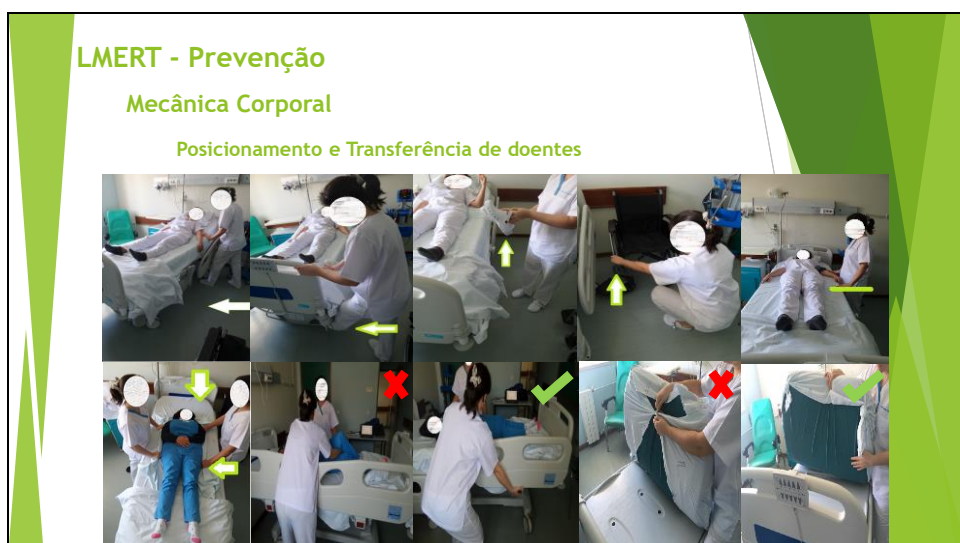 LMERT - Prevenção
Mecânica Corporal
Posicionamento e Transferência de doentes